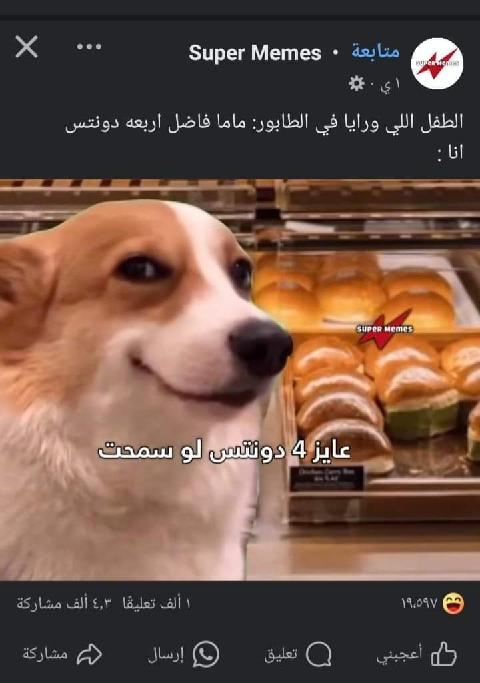 Super Memes • متابعة
١ ي ·
الطفل اللي ورايا في الطابور: ماما فاضل اربعه دونتس
انا :
SUPER MEMES
عايز 4 دونتس لو سمحت
١٩.٥٩٧
١ ألف تعليقًا ٤,٣ ألف مشاركة
أعجبني
تعليق
إرسال
مشاركة